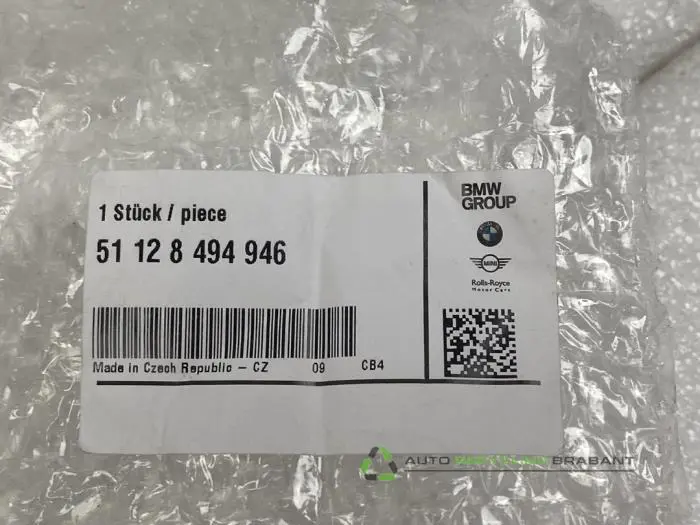 1 Stück / piece
51 12 8 494 946
Made in Czech Republic - CZ 09 CB4
BMW
GROUP
MINI
Rolls-Royce
Motor Cars
AUTO BRABANT